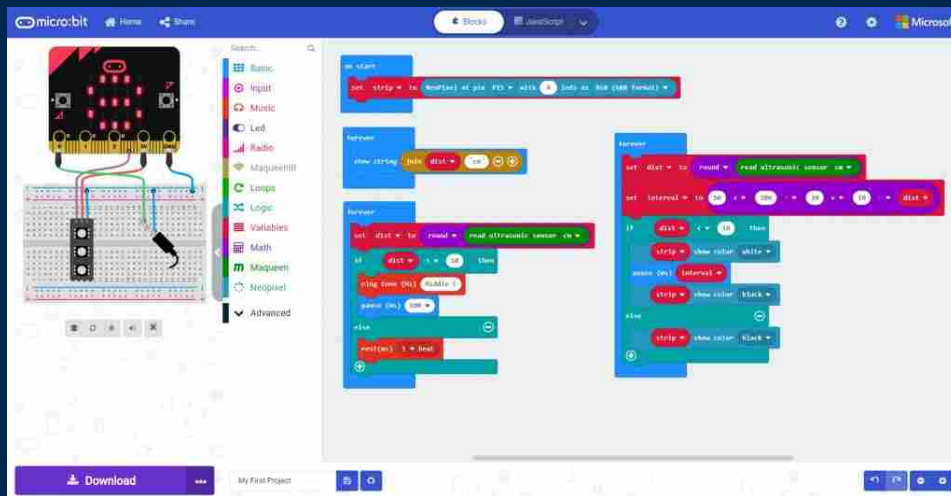 micro:bit
Home
Share
Blocks
JavaScript
Microsof
Search...
Basic
Input
Music
Led
Radio
Loops
Logic
Variables
Math
Maqueen
Neopixel
Advanced
on start
set strip to NeoPixel at pin P15 with 4 leds as RGB (GRB format)
forever
show string join dist cm
forever
set dist to round read ultrasonic sensor cm
if dist < 10 then
ring tone (Hz) Middle C
pause (ms) 100
else
rest(ms) 1 beat
forever
set dist to round read ultrasonic sensor cm
set interval to 50 + 100 - 20 × 10 - dist
if dist < 10 then
strip show color white
pause (ms) interval
strip show color black
else
strip show color black
Download
My First Project